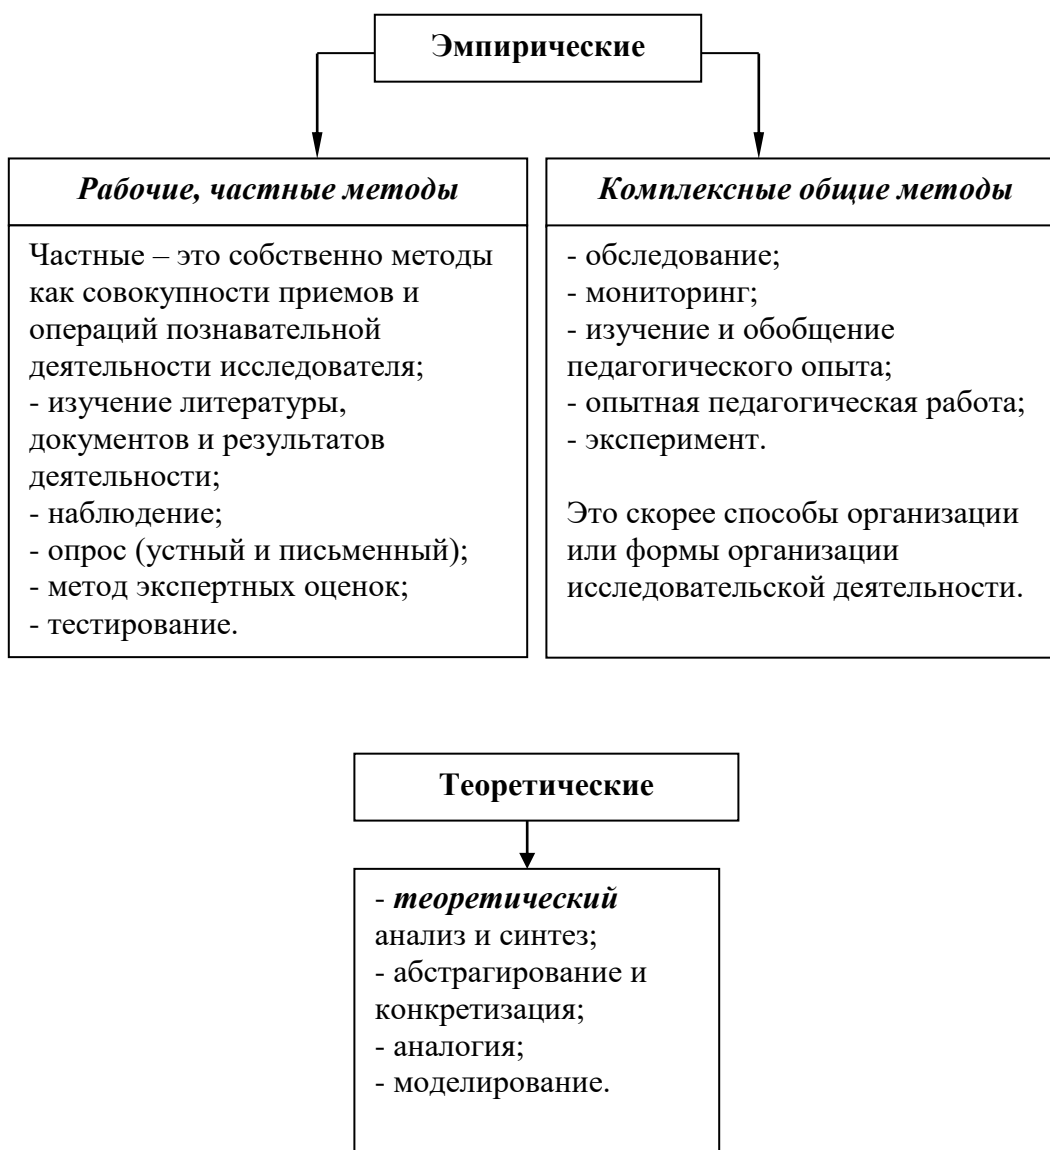 Эмпирические
Рабочие, частные методы
Частные – это собственно методы
как совокупности приемов и
операций познавательной
деятельности исследователя;
- изучение литературы,
документов и результатов
деятельности;
- наблюдение;
- опрос (устный и письменный);
- метод экспертных оценок;
- тестирование.
Комплексные общие методы
- обследование;
- мониторинг;
- изучение и обобщение
педагогического опыта;
- опытная педагогическая работа;
- эксперимент.
Это скорее способы организации
или формы организации
исследовательской деятельности.
Теоретические
- теоретический
анализ и синтез;
- абстрагирование и
конкретизация;
- аналогия;
- моделирование.